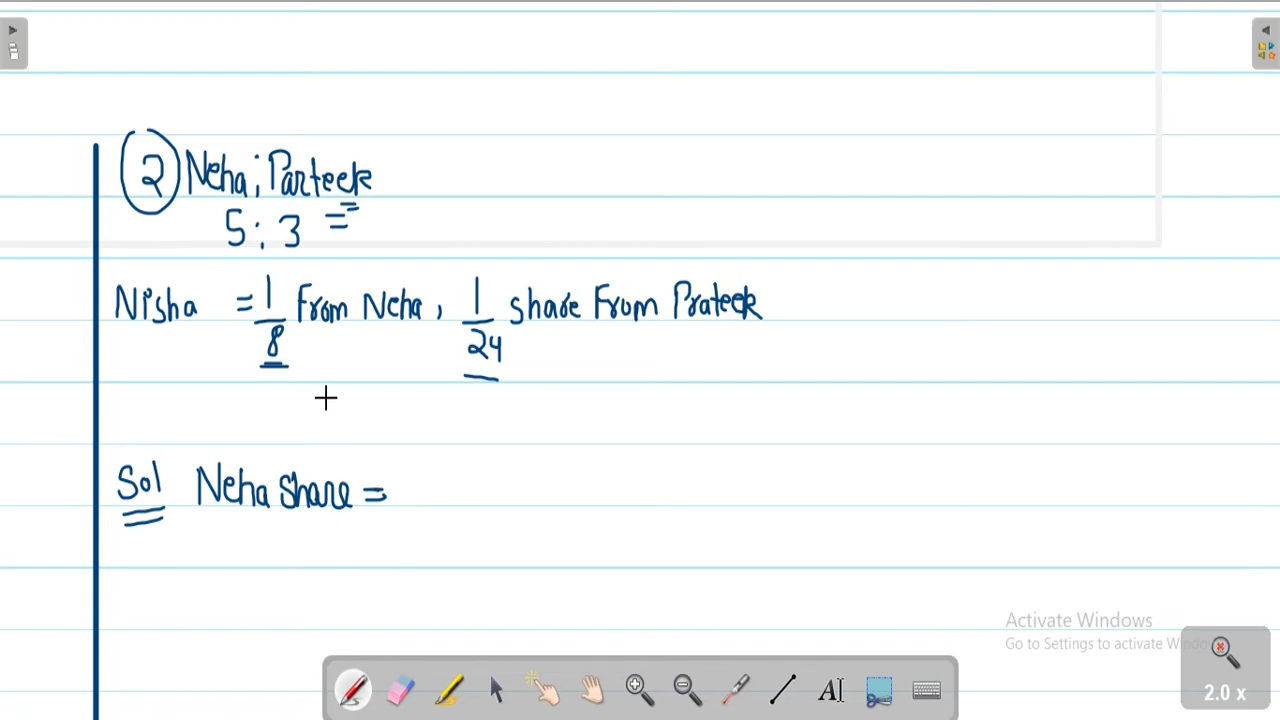 2 Neha ; Parteek
5 : 3 =
Nisha = 1/8 From Neha, 1/24 share From Prateek
Sol Neha share =
Activate Windows
Go to Settings to activate Windows
AI
2.0 x